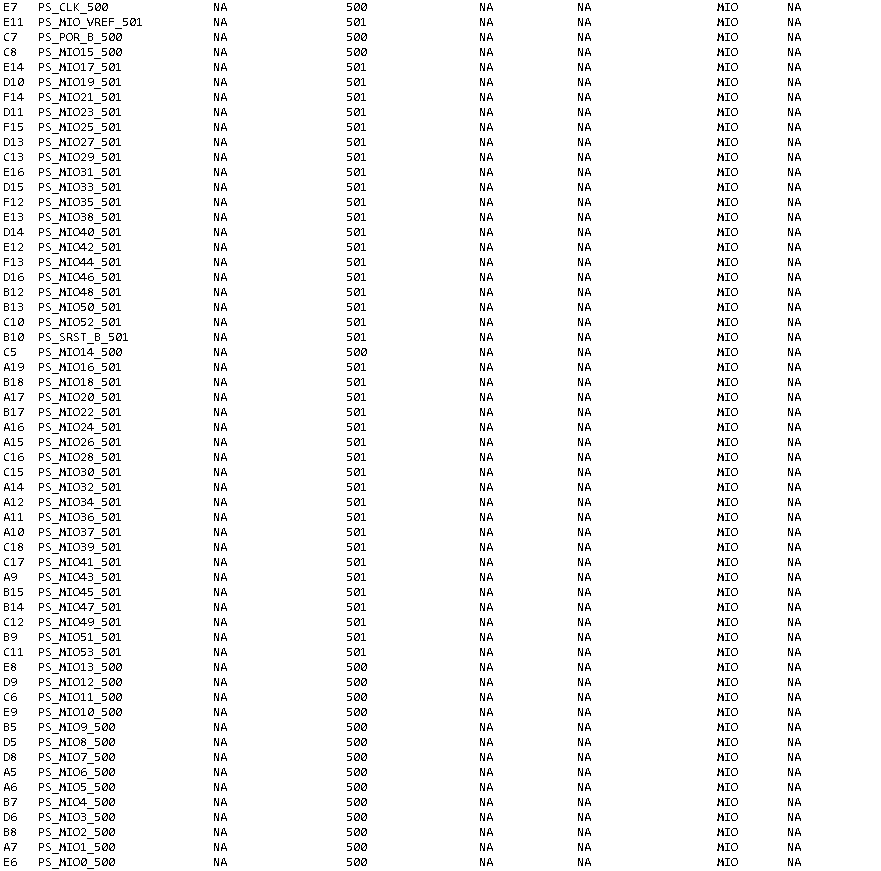 E7 PS_CLK_500 NA 500 NA NA MIO NA
E11 PS_MIO_VREF_501 NA 501 NA NA MIO NA
C7 PS_POR_B_500 NA 500 NA NA MIO NA
C8 PS_MIO15_500 NA 500 NA NA MIO NA
E14 PS_MIO17_501 NA 501 NA NA MIO NA
D10 PS_MIO19_501 NA 501 NA NA MIO NA
F14 PS_MIO21_501 NA 501 NA NA MIO NA
D11 PS_MIO23_501 NA 501 NA NA MIO NA
F15 PS_MIO25_501 NA 501 NA NA MIO NA
D13 PS_MIO27_501 NA 501 NA NA MIO NA
C13 PS_MIO29_501 NA 501 NA NA MIO NA
E16 PS_MIO31_501 NA 501 NA NA MIO NA
D15 PS_MIO33_501 NA 501 NA NA MIO NA
F12 PS_MIO35_501 NA 501 NA NA MIO NA
E13 PS_MIO38_501 NA 501 NA NA MIO NA
D14 PS_MIO40_501 NA 501 NA NA MIO NA
E12 PS_MIO42_501 NA 501 NA NA MIO NA
F13 PS_MIO44_501 NA 501 NA NA MIO NA
D16 PS_MIO46_501 NA 501 NA NA MIO NA
B12 PS_MIO48_501 NA 501 NA NA MIO NA
B13 PS_MIO50_501 NA 501 NA NA MIO NA
C10 PS_MIO52_501 NA 501 NA NA MIO NA
B10 PS_SRST_B_501 NA 501 NA NA MIO NA
C5 PS_MIO14_500 NA 500 NA NA MIO NA
A19 PS_MIO16_501 NA 501 NA NA MIO NA
B18 PS_MIO18_501 NA 501 NA NA MIO NA
A17 PS_MIO20_501 NA 501 NA NA MIO NA
B17 PS_MIO22_501 NA 501 NA NA MIO NA
A16 PS_MIO24_501 NA 501 NA NA MIO NA
A15 PS_MIO26_501 NA 501 NA NA MIO NA
C16 PS_MIO28_501 NA 501 NA NA MIO NA
C15 PS_MIO30_501 NA 501 NA NA MIO NA
A14 PS_MIO32_501 NA 501 NA NA MIO NA
A12 PS_MIO34_501 NA 501 NA NA MIO NA
A11 PS_MIO36_501 NA 501 NA NA MIO NA
A10 PS_MIO37_501 NA 501 NA NA MIO NA
C18 PS_MIO39_501 NA 501 NA NA MIO NA
C17 PS_MIO41_501 NA 501 NA NA MIO NA
A9 PS_MIO43_501 NA 501 NA NA MIO NA
B15 PS_MIO45_501 NA 501 NA NA MIO NA
B14 PS_MIO47_501 NA 501 NA NA MIO NA
C12 PS_MIO49_501 NA 501 NA NA MIO NA
B9 PS_MIO51_501 NA 501 NA NA MIO NA
C11 PS_MIO53_501 NA 501 NA NA MIO NA
E8 PS_MIO13_500 NA 500 NA NA MIO NA
D9 PS_MIO12_500 NA 500 NA NA MIO NA
C6 PS_MIO11_500 NA 500 NA NA MIO NA
E9 PS_MIO10_500 NA 500 NA NA MIO NA
B5 PS_MIO9_500 NA 500 NA NA MIO NA
D5 PS_MIO8_500 NA 500 NA NA MIO NA
D8 PS_MIO7_500 NA 500 NA NA MIO NA
A5 PS_MIO6_500 NA 500 NA NA MIO NA
A6 PS_MIO5_500 NA 500 NA NA MIO NA
B7 PS_MIO4_500 NA 500 NA NA MIO NA
D6 PS_MIO3_500 NA 500 NA NA MIO NA
B8 PS_MIO2_500 NA 500 NA NA MIO NA
A7 PS_MIO1_500 NA 500 NA NA MIO NA
E6 PS_MIO0_500 NA 500 NA NA MIO NA